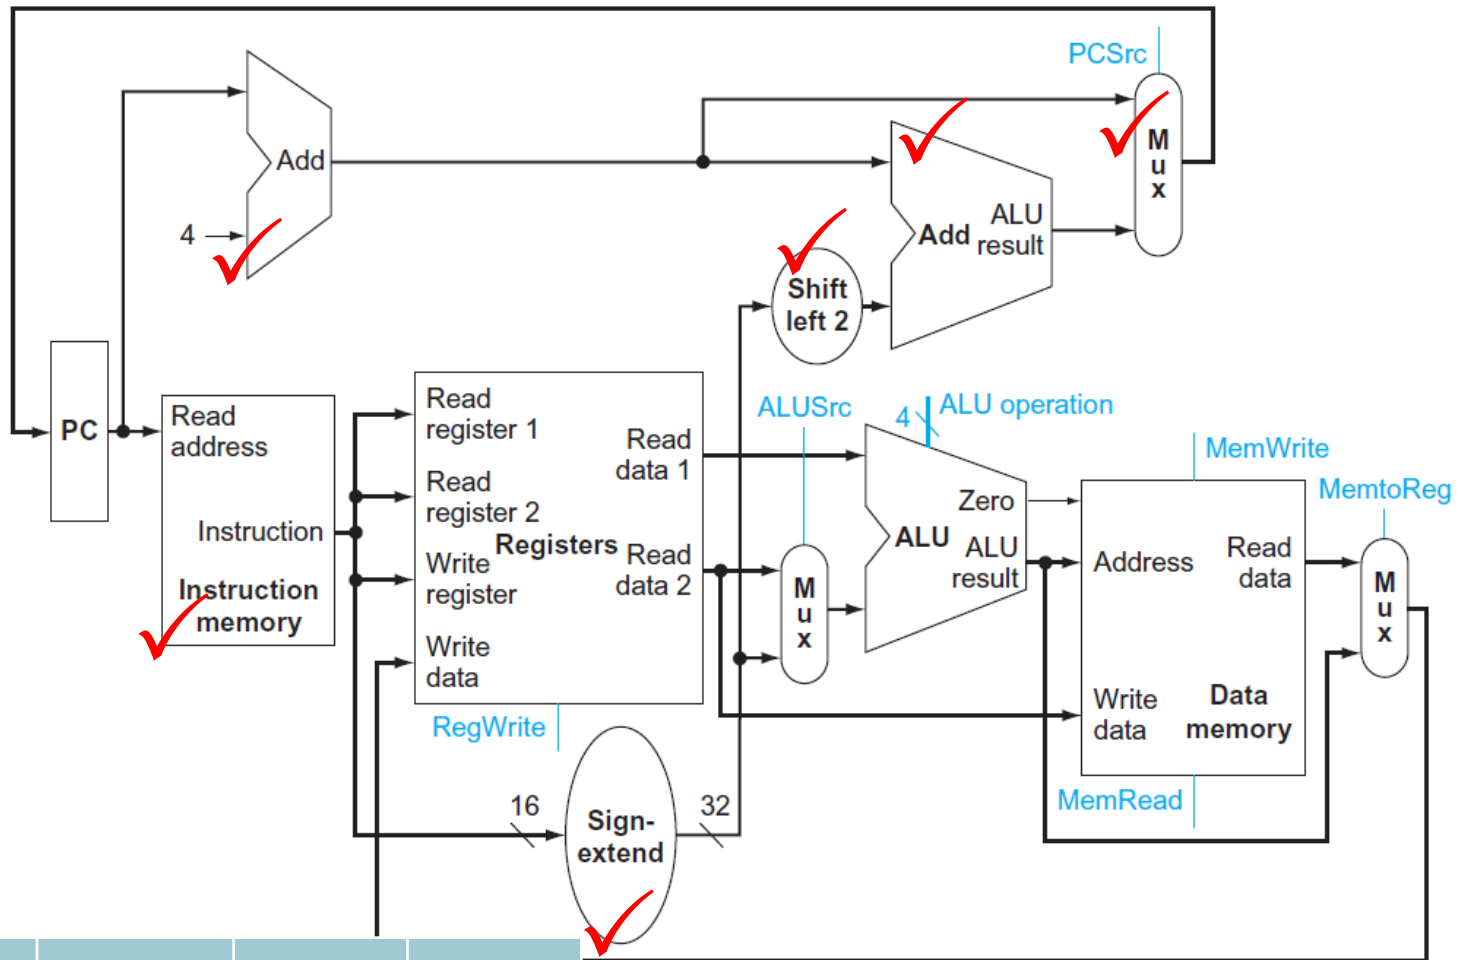 PCSrc
Add
4
M
u
x
Add
ALU
result
Shift
left 2
PC
Read
address
Instruction
Instruction
memory
Read
register 1
Read
register 2
Write
register
Write
data
Registers
Read
data 1
Read
data 2
RegWrite
16
Sign-
extend
32
ALUSrc
M
u
x
4
ALU operation
Zero
ALU
ALU
result
MemWrite
Address
Read
data
Write
data
Data
memory
MemRead
MemtoReg
M
u
x